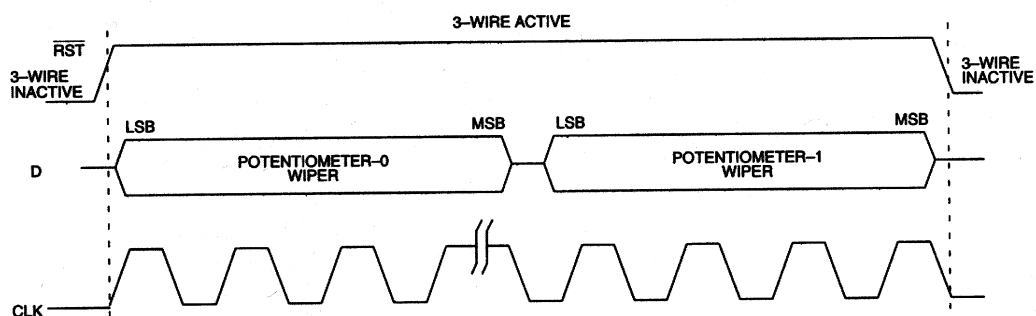 3–WIRE ACTIVE
RST
3–WIRE
INACTIVE
3–WIRE
INACTIVE
LSB
MSB
LSB
MSB
D
POTENTIOMETER–0
WIPER
POTENTIOMETER–1
WIPER
CLK